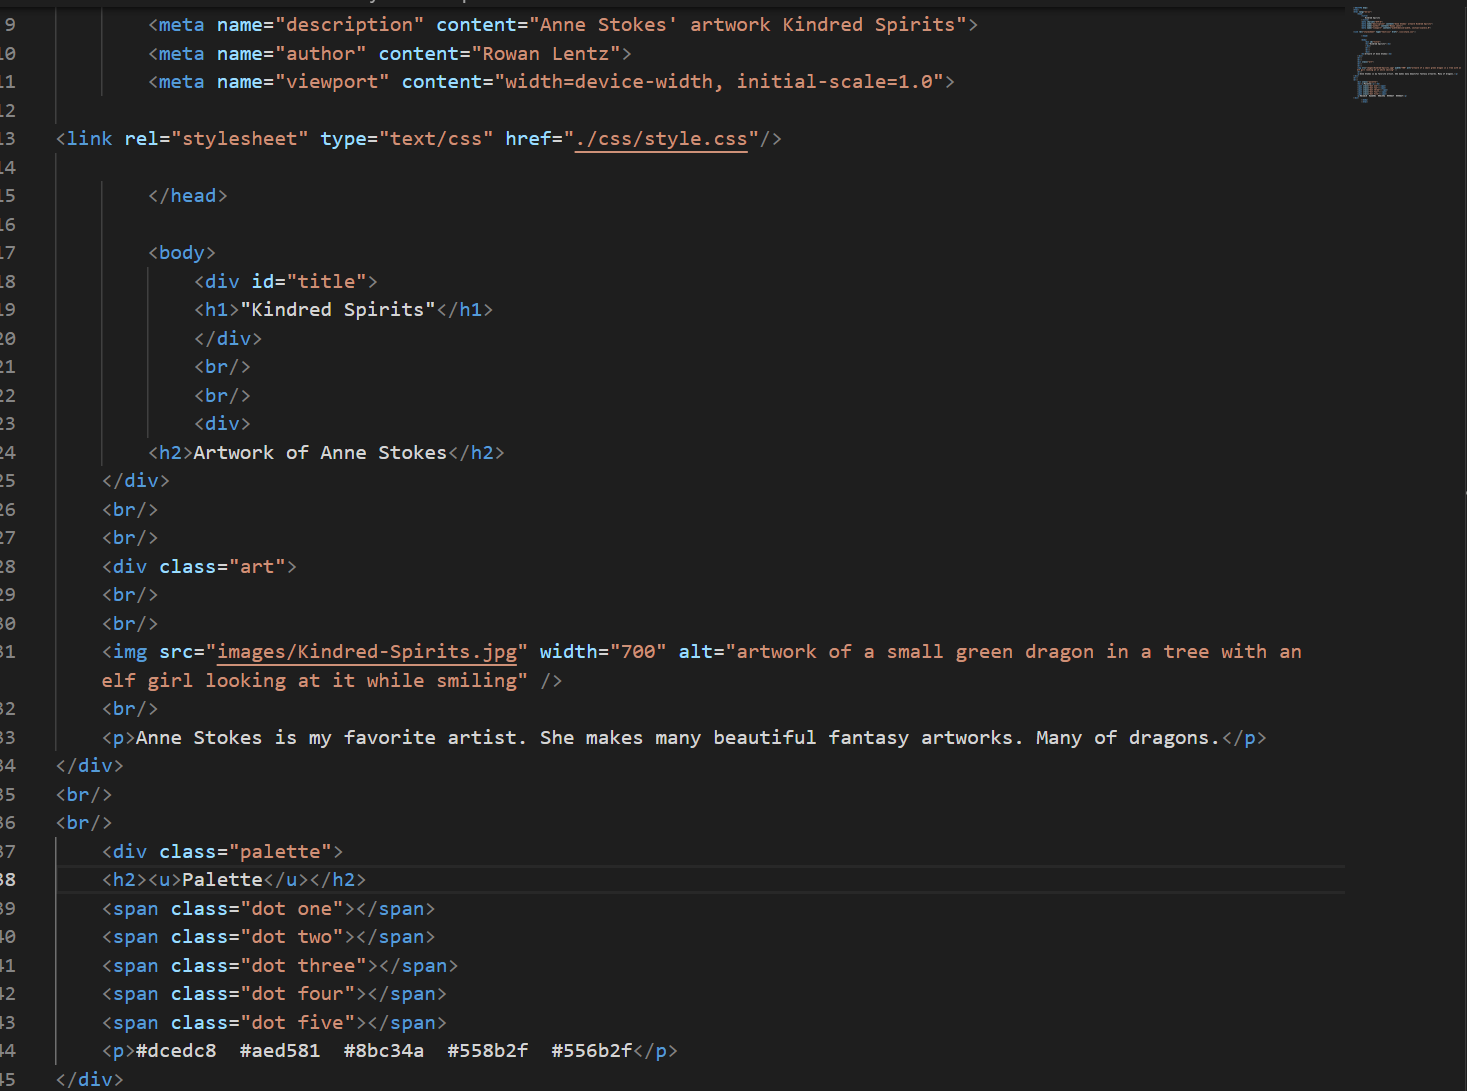 9 <meta name="description" content="Anne Stokes' artwork Kindred Spirits">
10 <meta name="author" content="Rowan Lentz">
11 <meta name="viewport" content="width=device-width, initial-scale=1.0">
12
13 <link rel="stylesheet" type="text/css" href="./css/style.css"/>
14
15 </head>
16
17 <body>
18 <div id="title">
19 <h1>"Kindred Spirits"</h1>
20 </div>
21 <br/>
22 <br/>
23 <div>
24 <h2>Artwork of Anne Stokes</h2>
25 </div>
26 <br/>
27 <br/>
28 <div class="art">
29 <br/>
30 <br/>
31 <img src="images/Kindred-Spirits.jpg" width="700" alt="artwork of a small green dragon in a tree with an
elf girl looking at it while smiling" />
32 <br/>
33 <p>Anne Stokes is my favorite artist. She makes many beautiful fantasy artworks. Many of dragons.</p>
34 </div>
35 <br/>
36 <br/>
37 <div class="palette">
38 <h2><u>Palette</u></h2>
39 <span class="dot one"></span>
40 <span class="dot two"></span>
41 <span class="dot three"></span>
42 <span class="dot four"></span>
43 <span class="dot five"></span>
44 <p>#dcedc8  #aed581  #8bc34a  #558b2f  #556b2f</p>
45 </div>